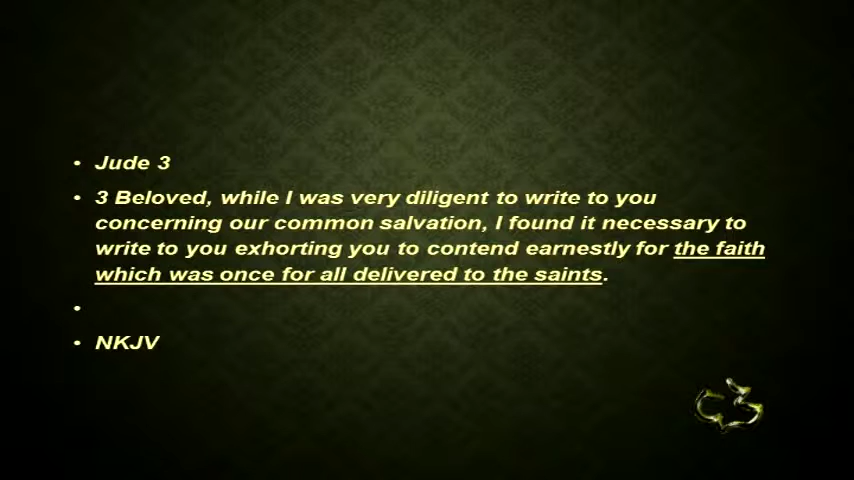 • Jude 3
• 3 Beloved, while I was very diligent to write to you
concerning our common salvation, I found it necessary to
write to you exhorting you to contend earnestly for the faith
which was once for all delivered to the saints.
•
• NKJV
C3